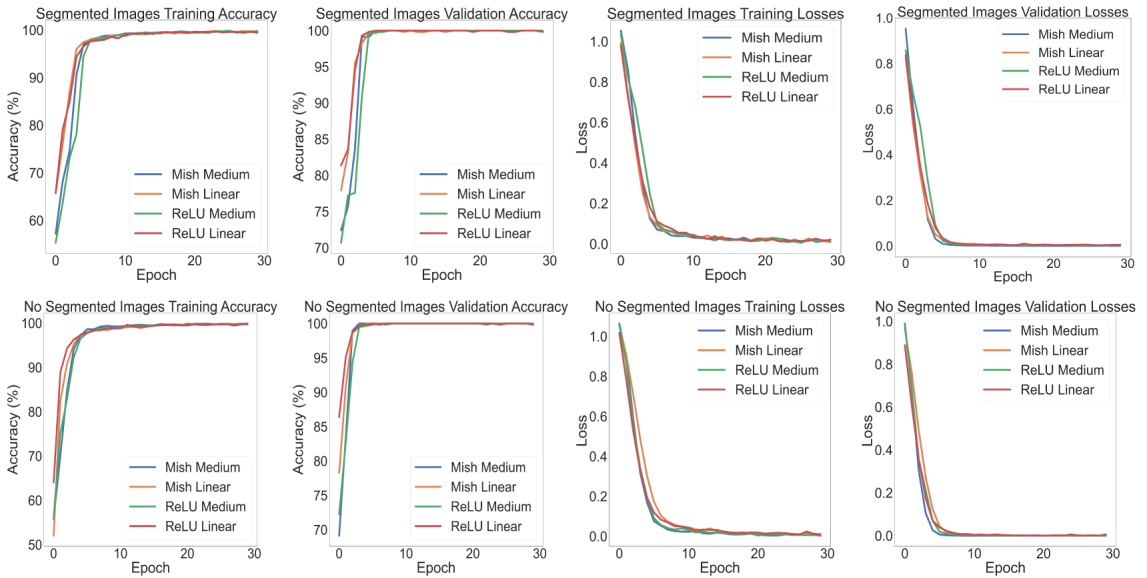 Segmented Images Training Accuracy
100
90
80
70
60
Accuracy (%)
Mish Medium
Mish Linear
ReLU Medium
ReLU Linear
0 10 20 30
Epoch
Segmented Images Validation Accuracy
100
95
90
85
80
75
70
Accuracy (%)
Mish Medium
Mish Linear
ReLU Medium
ReLU Linear
0 10 20 30
Epoch
Segmented Images Training Losses
1.0
0.8
0.6
0.4
0.2
0.0
Loss
Mish Medium
Mish Linear
ReLU Medium
ReLU Linear
0 10 20 30
Epoch
Segmented Images Validation Losses
1.0
0.8
0.6
0.4
0.2
0.0
Loss
Mish Medium
Mish Linear
ReLU Medium
ReLU Linear
0 10 20 30
Epoch
No Segmented Images Training Accuracy
100
90
80
70
60
50
Accuracy (%)
Mish Medium
Mish Linear
ReLU Medium
ReLU Linear
0 10 20 30
Epoch
No Segmented Images Validation Accuracy
100
95
90
85
80
75
70
Accuracy (%)
Mish Medium
Mish Linear
ReLU Medium
ReLU Linear
0 10 20 30
Epoch
No Segmented Images Training Losses
1.0
0.8
0.6
0.4
0.2
0.0
Loss
Mish Medium
Mish Linear
ReLU Medium
ReLU Linear
0 10 20 30
Epoch
No Segmented Images Validation Losses
1.0
0.8
0.6
0.4
0.2
0.0
Loss
Mish Medium
Mish Linear
ReLU Medium
ReLU Linear
0 10 20 30
Epoch